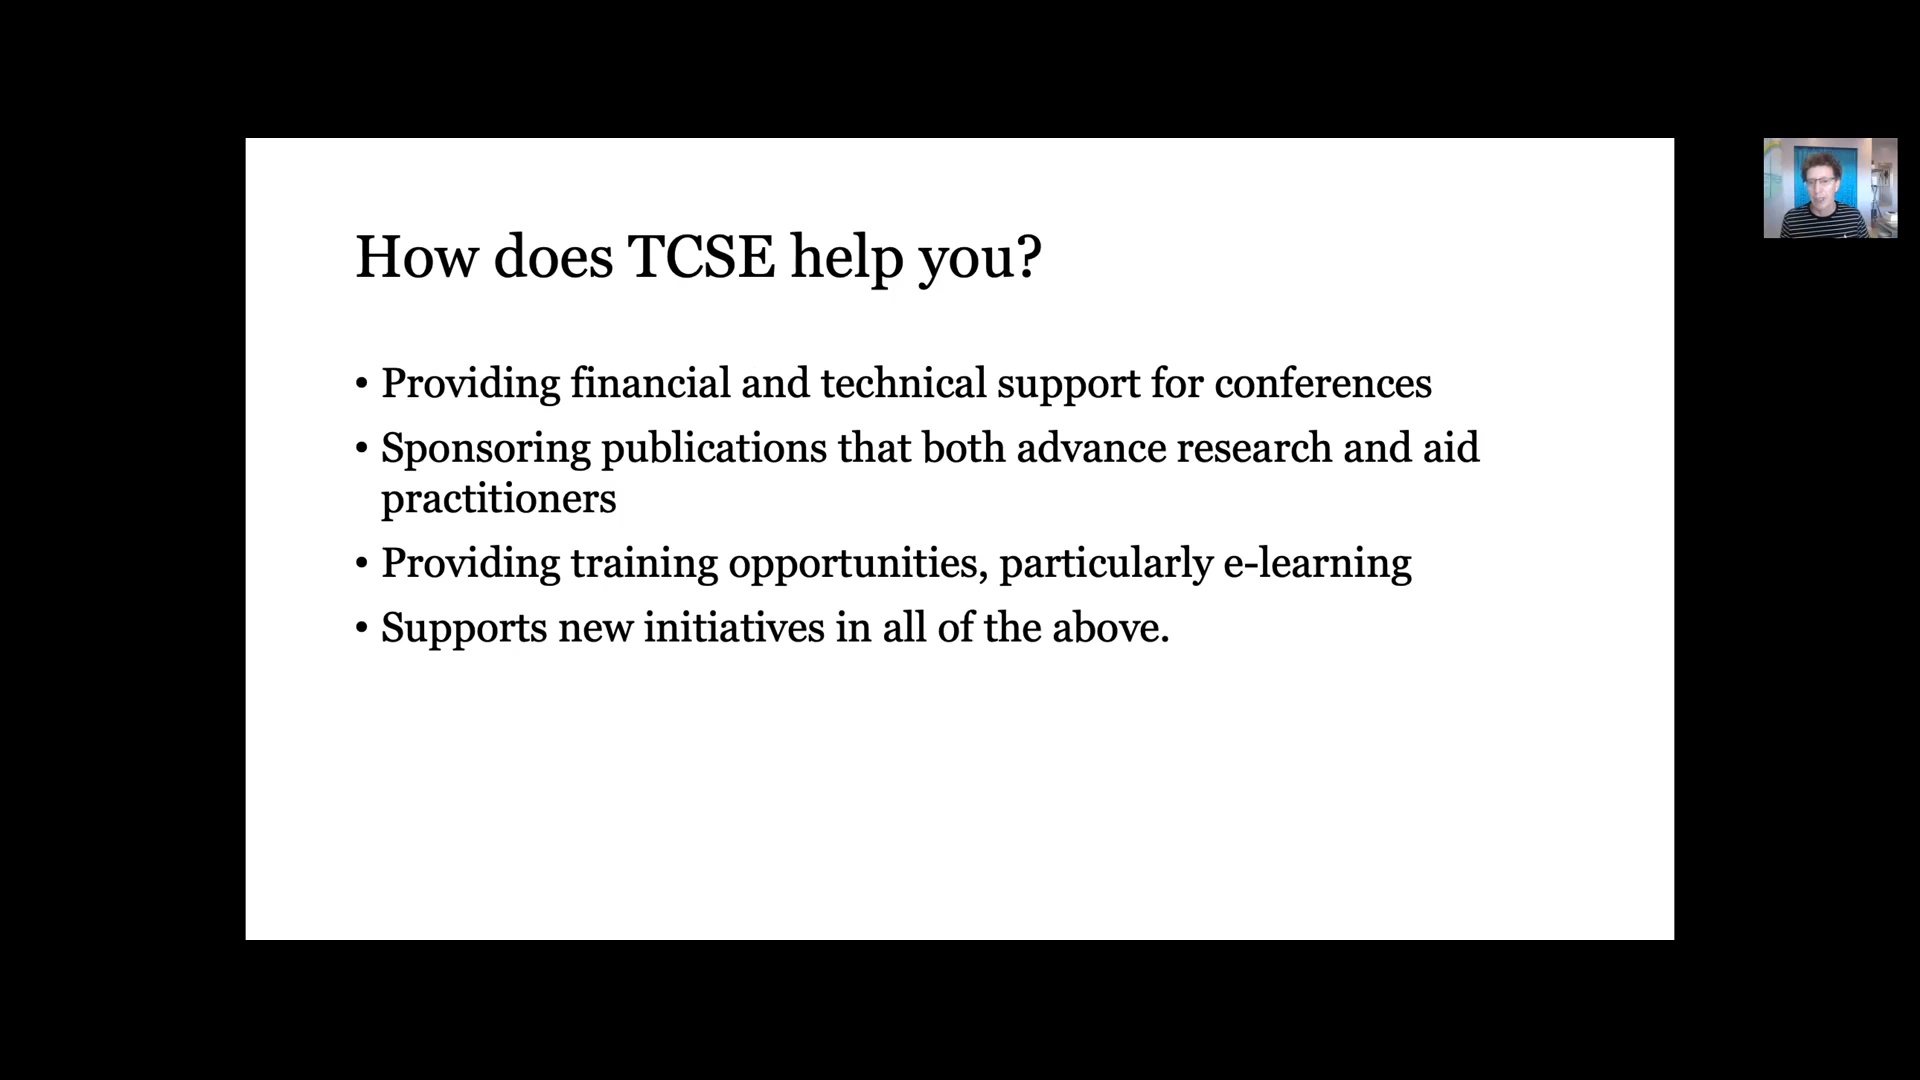 How does TCSE help you?
• Providing financial and technical support for conferences
• Sponsoring publications that both advance research and aid
practitioners
• Providing training opportunities, particularly e-learning
• Supports new initiatives in all of the above.